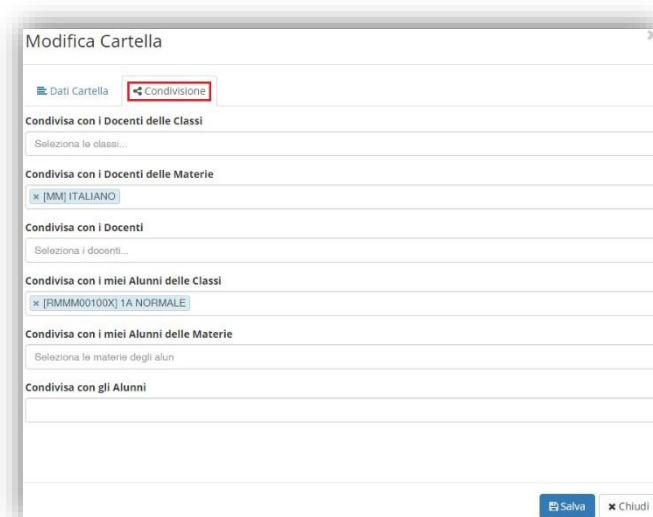 Modifica Cartella
Dati Cartella
Condivisione
Condivisa con i Docenti delle Classi
Seleziona le classi...
Condivisa con i Docenti delle Materie
× [MM] ITALIANO
Condivisa con i Docenti
Seleziona i docenti...
Condivisa con i miei Alunni delle Classi
× [RMMM00100X] 1A NORMALE
Condivisa con i miei Alunni delle Materie
Seleziona le materie degli alun
Condivisa con gli Alunni
Salva
× Chiudi